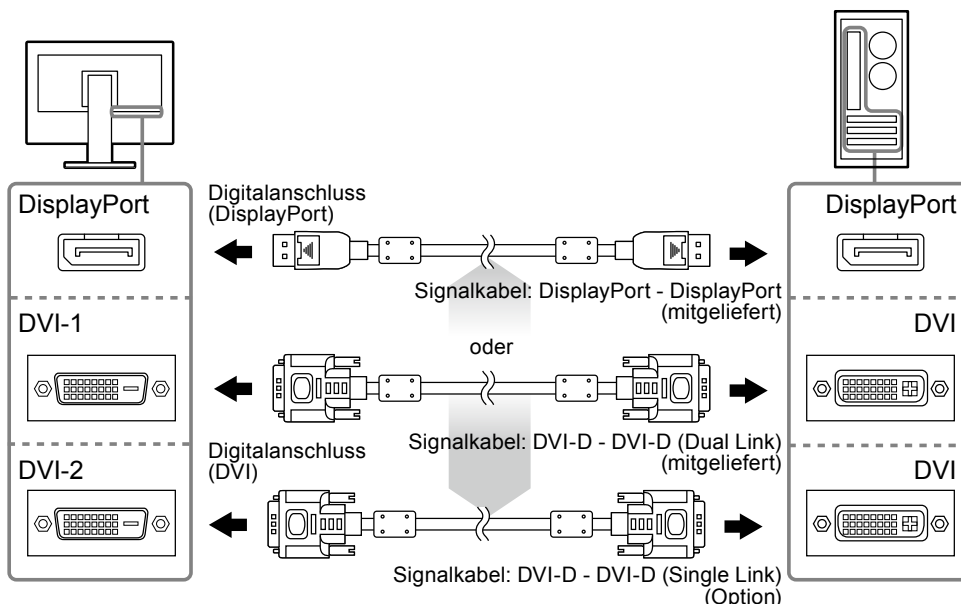 DisplayPort
Digitalanschluss
(DisplayPort)
DisplayPort
Signalkabel: DisplayPort - DisplayPort
(mitgeliefert)
DVI-1
oder
DVI
Signalkabel: DVI-D - DVI-D (Dual Link)
(mitgeliefert)
Digitalanschluss
(DVI)
DVI-2
DVI
Signalkabel: DVI-D - DVI-D (Single Link)
(Option)